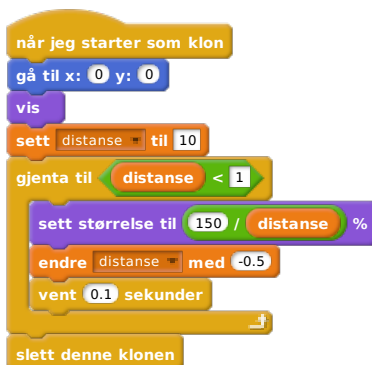 når jeg starter som klon
gå til x: 0 y: 0
vis
sett distanse til 10
gjenta til distanse < 1
sett størrelse til 150 / distanse %
endre distanse med -0.5
vent 0.1 sekunder
slett denne klonen